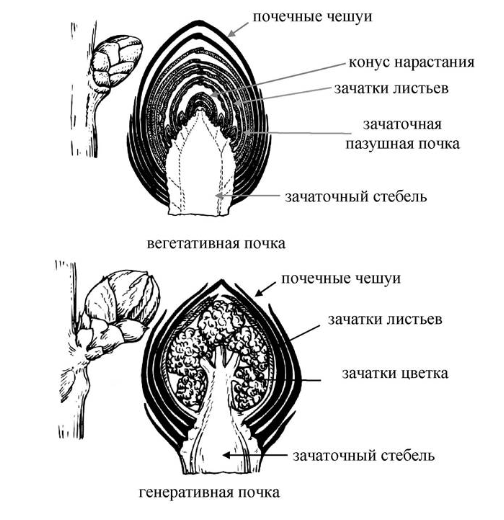 почечные чешуи
конус нарастания
зачатки листьев
зачаточная
пазушная почка
зачаточный стебель
вегетативная почка
почечные чешуи
зачатки листьев
зачатки цветка
зачаточный стебель
генеративная почка